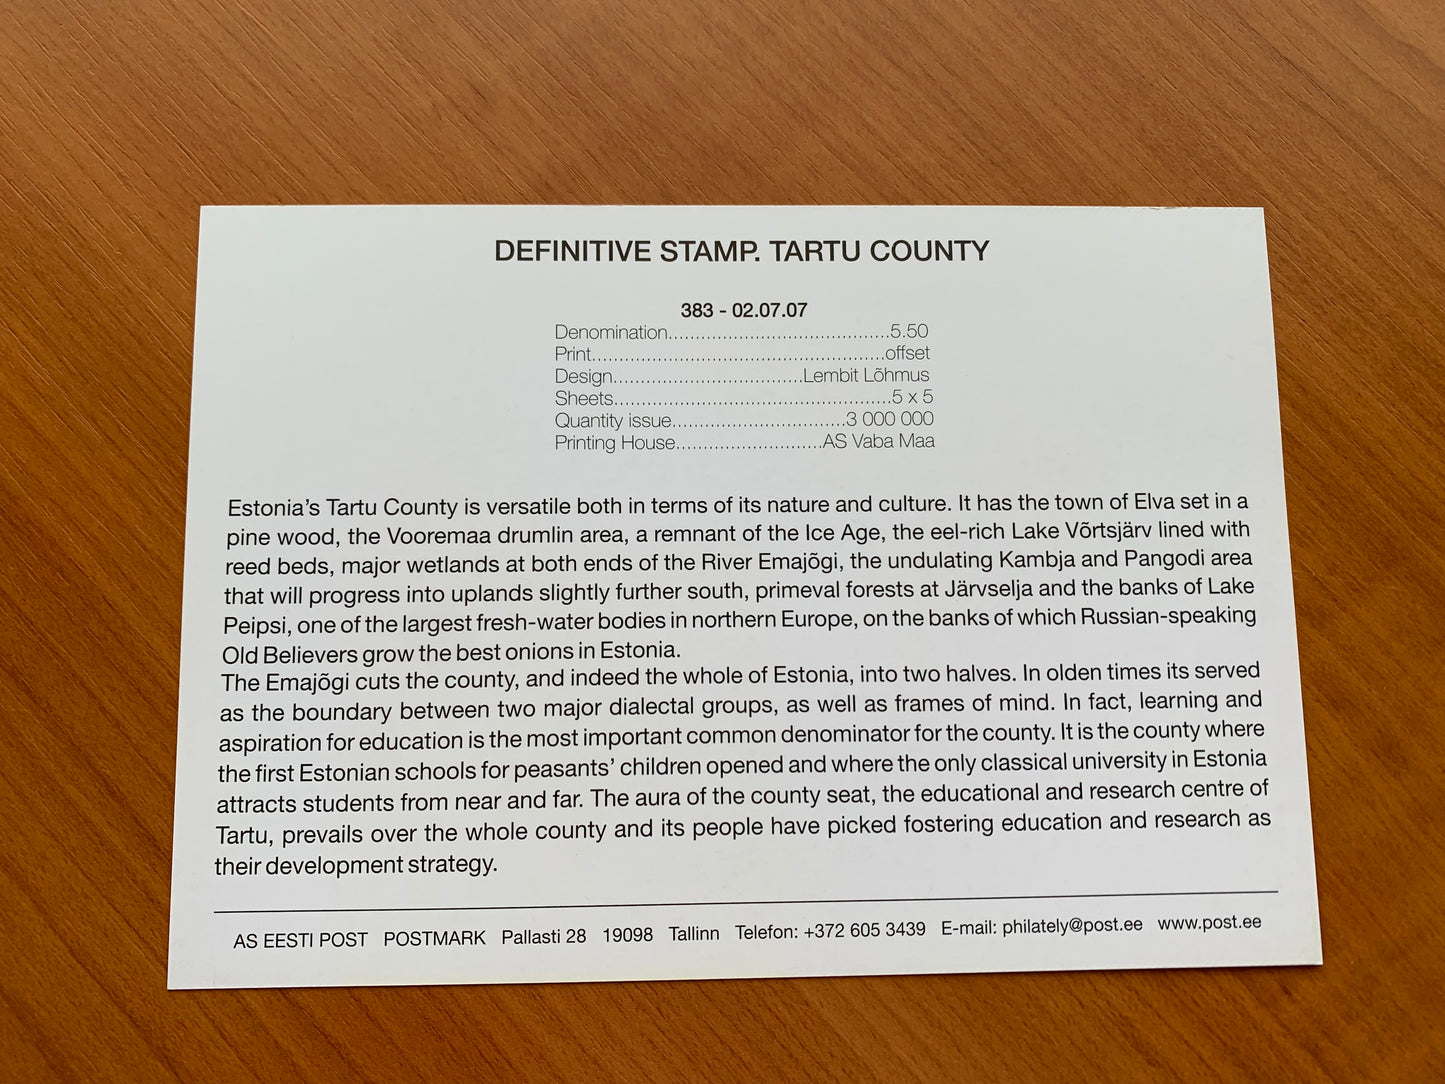 DEFINITIVE STAMP. TARTU COUNTY
383 - 02.07.07
Denomination.........................................5.50
Print......................................................offset
Design...................................Lembit Lõhmus
Sheets...................................................5 x 5
Quantity issue................................3 000 000
Printing House...........................AS Vaba Maa
Estonia's Tartu County is versatile both in terms of its nature and culture. It has the town of Elva set in a
pine wood, the Vooremaa drumlin area, a remnant of the Ice Age, the eel-rich Lake Võrtsjärv lined with
reed beds, major wetlands at both ends of the River Emajõgi, the undulating Kambja and Pangodi area
that will progress into uplands slightly further south, primeval forests at Järvselja and the banks of Lake
Peipsi, one of the largest fresh-water bodies in northern Europe, on the banks of which Russian-speaking
Old Believers grow the best onions in Estonia.
The Emajõgi cuts the county, and indeed the whole of Estonia, into two halves. In olden times its served
as the boundary between two major dialectal groups, as well as frames of mind. In fact, learning and
aspiration for education is the most important common denominator for the county. It is the county where
the first Estonian schools for peasants' children opened and where the only classical university in Estonia
attracts students from near and far. The aura of the county seat, the educational and research centre of
Tartu, prevails over the whole county and its people have picked fostering education and research as
their development strategy.
AS EESTI POST POSTMARK Pallasti 28 19098 Tallinn Telefon: +372 605 3439 E-mail: philately@post.ee www.post.ee